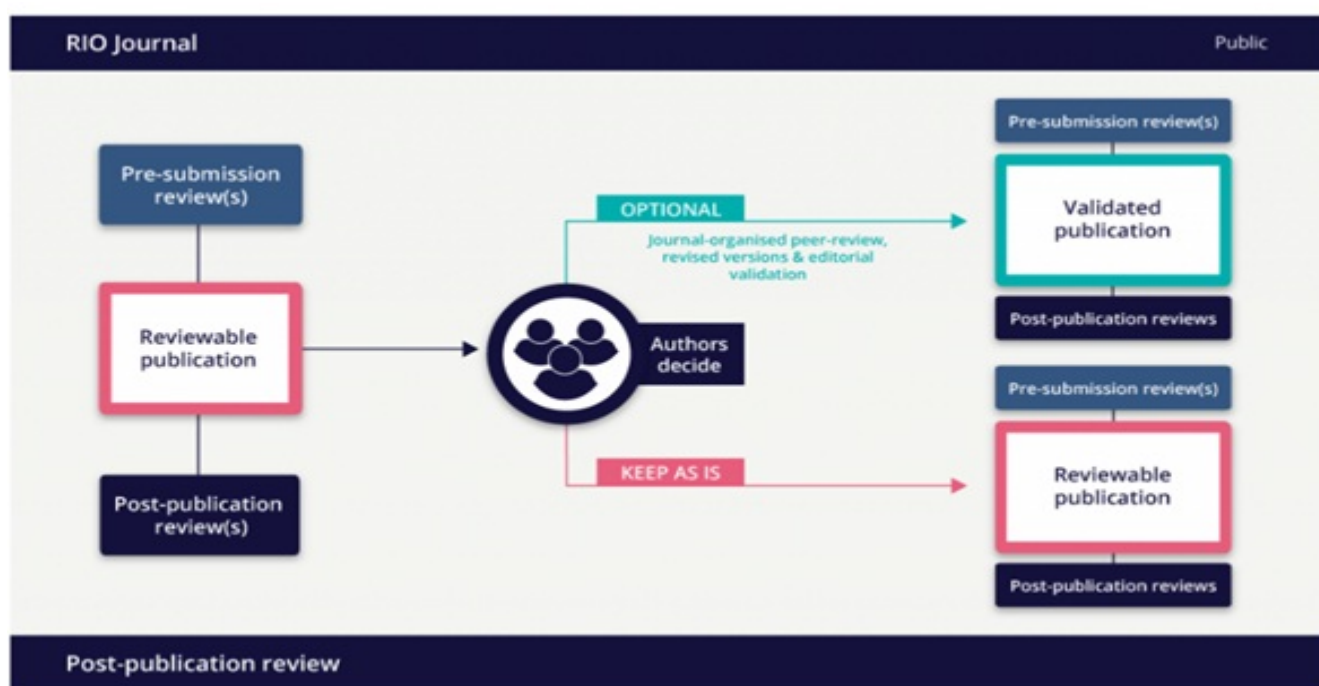 RIO Journal
Public
Pre-submission
review(s)
Reviewable
publication
Post-publication
review(s)
OPTIONAL
Journal-organised peer-review,
revised versions & editorial
validation
Authors
decide
KEEP AS IS
Pre-submission review(s)
Validated
publication
Post-publication reviews
Pre-submission review(s)
Reviewable
publication
Post-publication reviews
Post-publication review